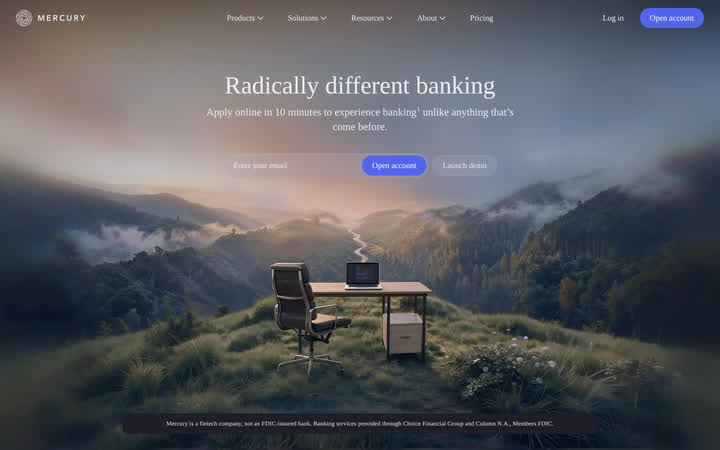 MERCURY
Products
Solutions
Resources
About
Pricing
Log in
Open account
Radically different banking
Apply online in 10 minutes to experience banking¹ unlike anything that's
come before.
Enter your email
Open account
Launch demo
Mercury is a fintech company, not an FDIC-insured bank. Banking services provided through Choice Financial Group and Column N.A., Members FDIC.